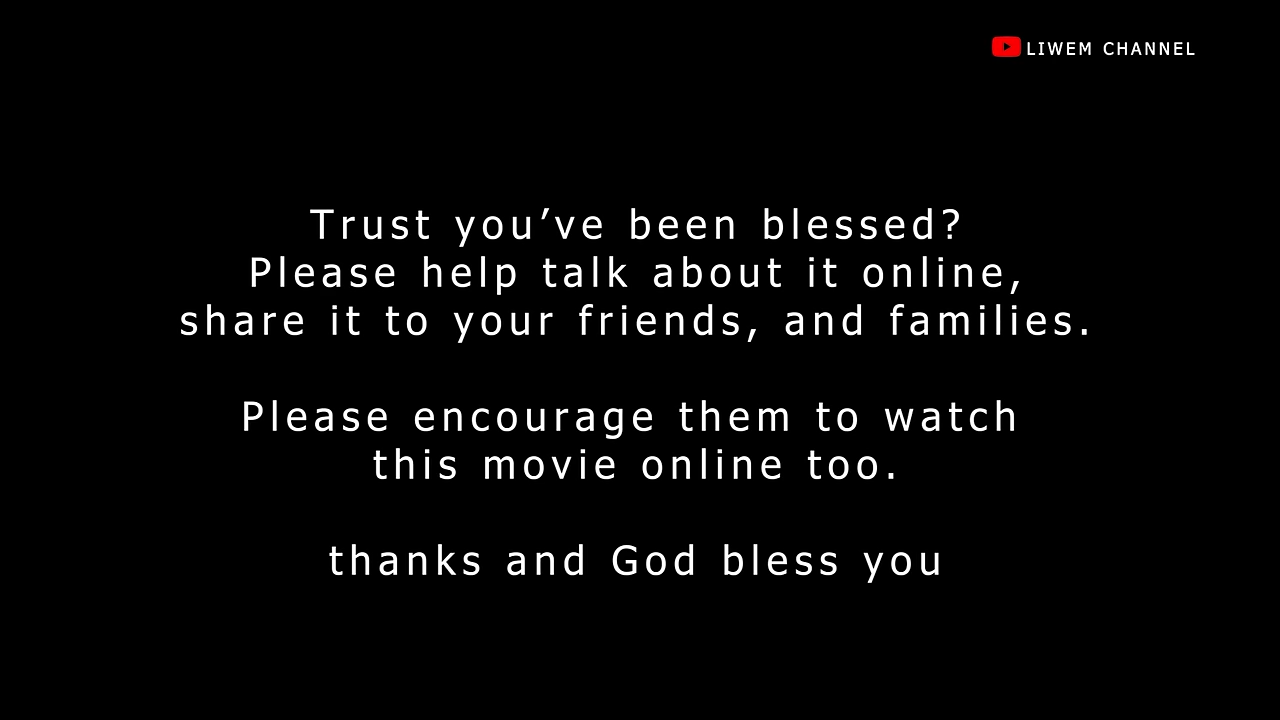 LIWEM CHANNEL
Trust you’ve been blessed?
Please help talk about it online,
share it to your friends, and families.
Please encourage them to watch
this movie online too.
thanks and God bless you